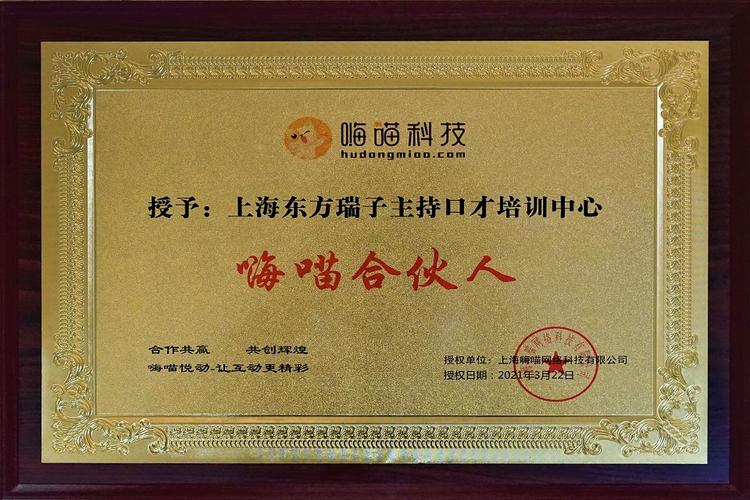 嗨喵科技
hudongmiao.com
授予：上海东方瑞子主持口才培训中心
嗨喵合伙人
合作共赢 共创辉煌
嗨喵悦动-让互动更精彩
授权单位：上海嗨喵网络科技有限公司
授权日期：2021年3月22日